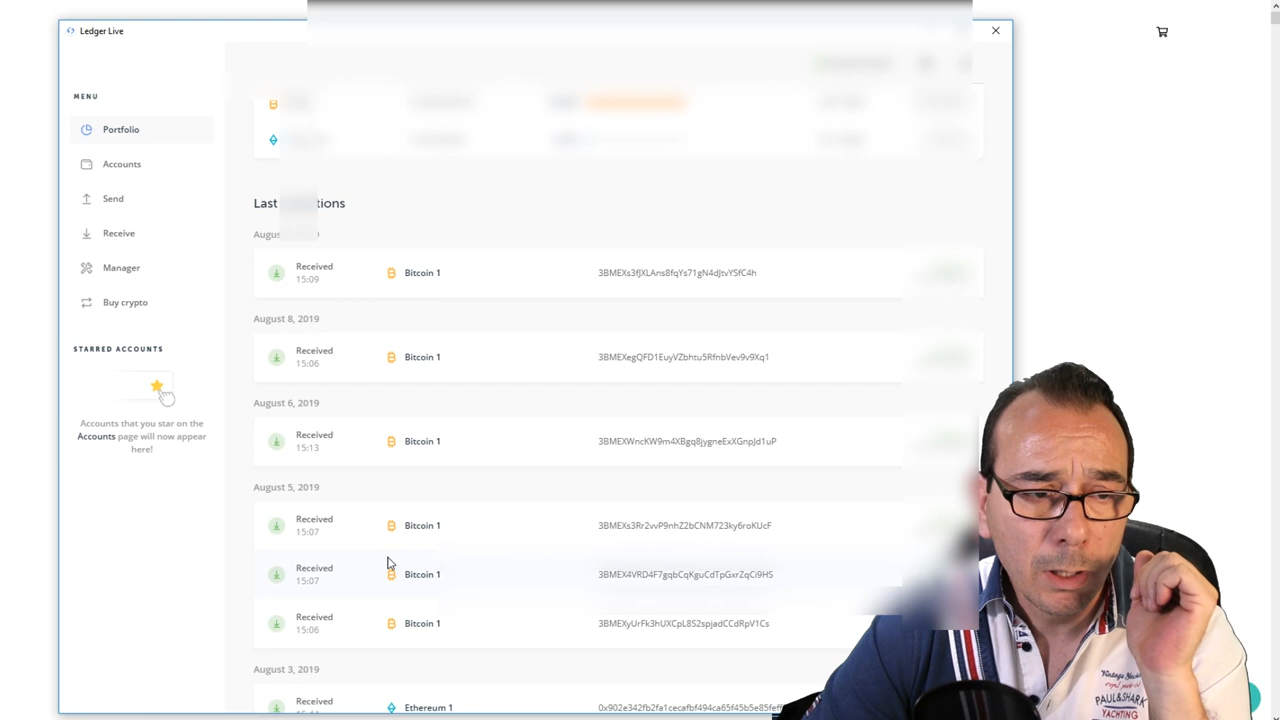 Ledger Live
MENU
Portfolio
Accounts
Send
Receive
Manager
Buy crypto
STARRED ACCOUNTS
Accounts that you star on the
Accounts page will now appear
here!
Last tions
Augu
Received
15:09
Bitcoin 1
3BMEXs3fJXLAns8fqYs71gN4dJtvYSfC4h
August 8, 2019
Received
15:06
Bitcoin 1
3BMEXegQFD1EuyVZbhtu5RfnbVev9v9Xq1
August 6, 2019
Received
15:13
Bitcoin 1
3BMEXWncKW9m4XBgq8jygneExXGnpJd1uP
August 5, 2019
Received
15:07
Bitcoin 1
3BMEXs3Rr2vvP9nhZ2bCNM723ky6roKUcF
Received
15:07
Bitcoin 1
3BMEX4VRD4F7gqbCqKguCdTpGxrZqCi9HS
Received
15:06
Bitcoin 1
3BMEXyUrFk3hUXCpL8S2spjadCCdRpV1Cs
August 3, 2019
Received
Ethereum 1
0x902e342fb2fa1cecafbf494ca65f45b5e85feff
PAUL&SHARK
YACHTING